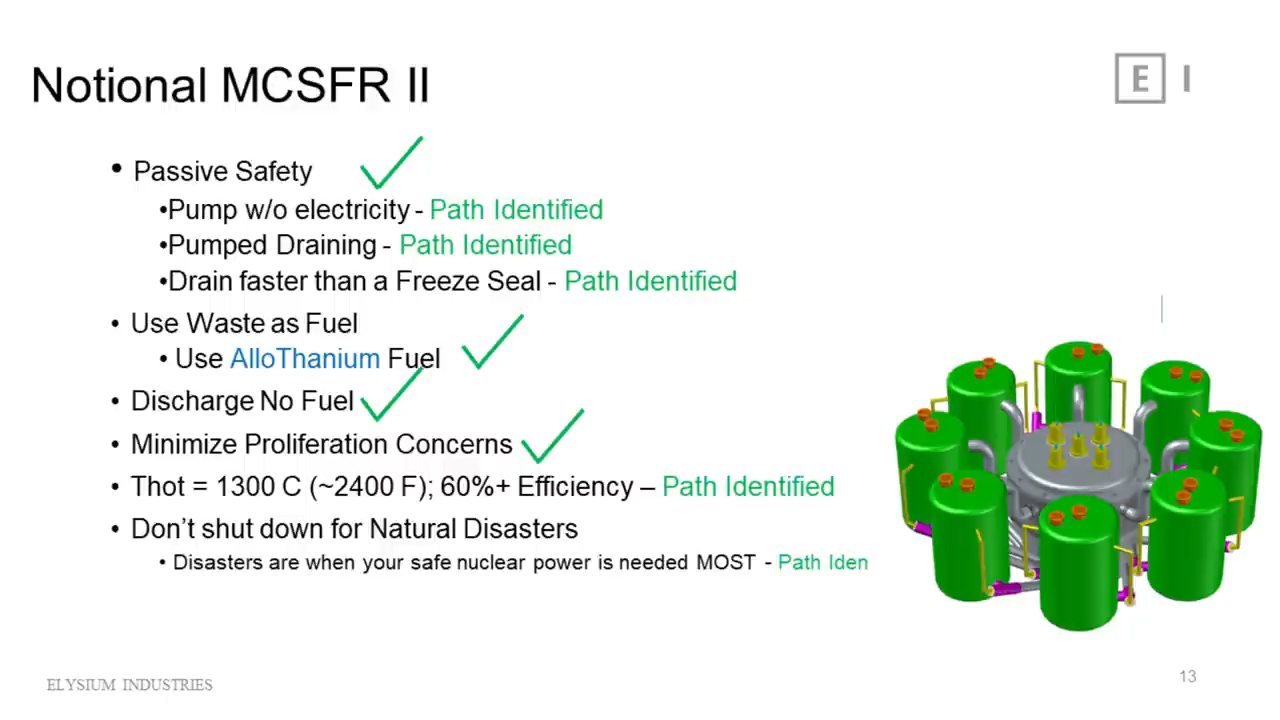 Notional MCSFR II
E I
• Passive Safety
•Pump w/o electricity - Path Identified
•Pumped Draining - Path Identified
•Drain faster than a Freeze Seal - Path Identified
• Use Waste as Fuel
• Use AlloThanium Fuel
• Discharge No Fuel
• Minimize Proliferation Concerns
• Thot = 1300 C (~2400 F); 60%+ Efficiency – Path Identified
• Don't shut down for Natural Disasters
• Disasters are when your safe nuclear power is needed MOST - Path Iden
ELYSIUM INDUSTRIES
13